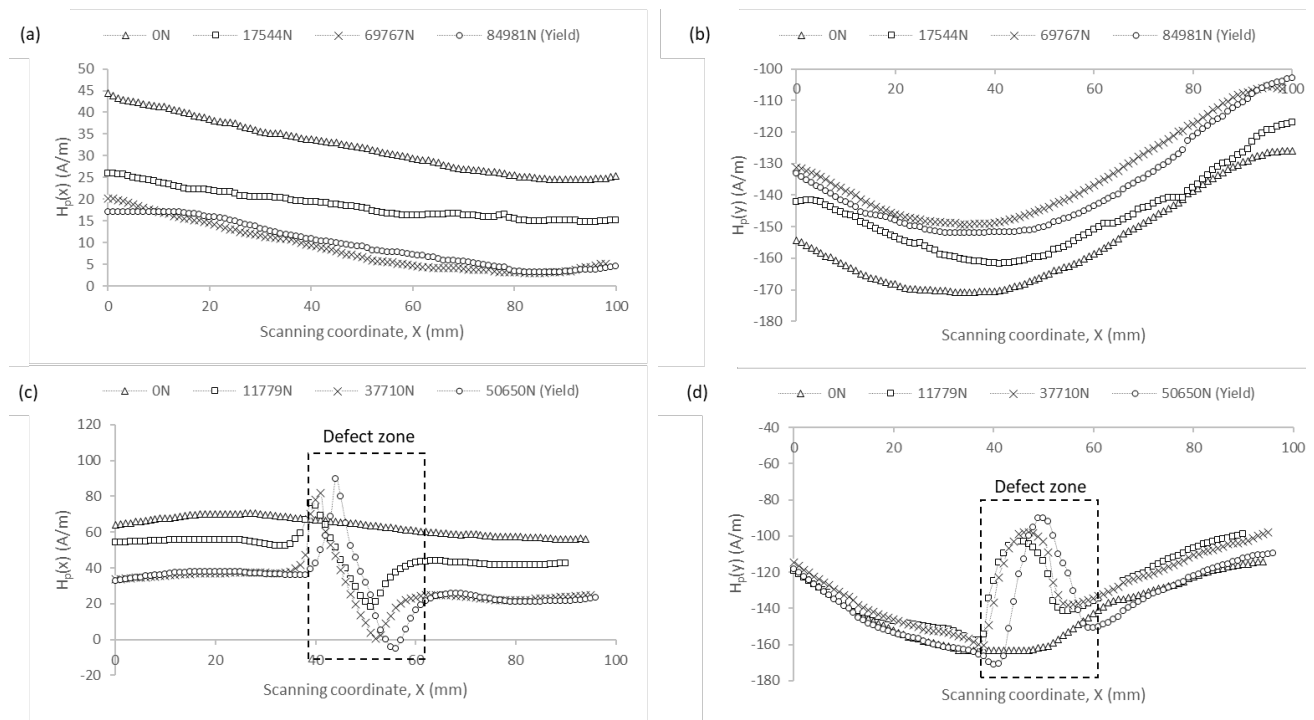 (a)
0N 17544N 69767N 84981N (Yield)
50
45
40
35
30
25
20
15
10
5
0
Hp(x) (A/m)
0 20 40 60 80 100
Scanning coordinate, X (mm)
(b)
0N 17544N 69767N 84981N (Yield)
-100
-110
-120
-130
-140
-150
-160
-170
-180
Hp(y) (A/m)
0 20 40 60 80 100
Scanning coordinate, X (mm)
(c)
0N 11779N 37710N 50650N (Yield)
Defect zone
120
100
80
60
40
20
0
-20
Hp(x) (A/m)
0 20 40 60 80 100
Scanning coordinate, X (mm)
(d)
0N 11779N 37710N 50650N (Yield)
Defect zone
-40
-60
-80
-100
-120
-140
-160
-180
Hp(y) (A/m)
0 20 40 60 80 100
Scanning coordinate, X (mm)